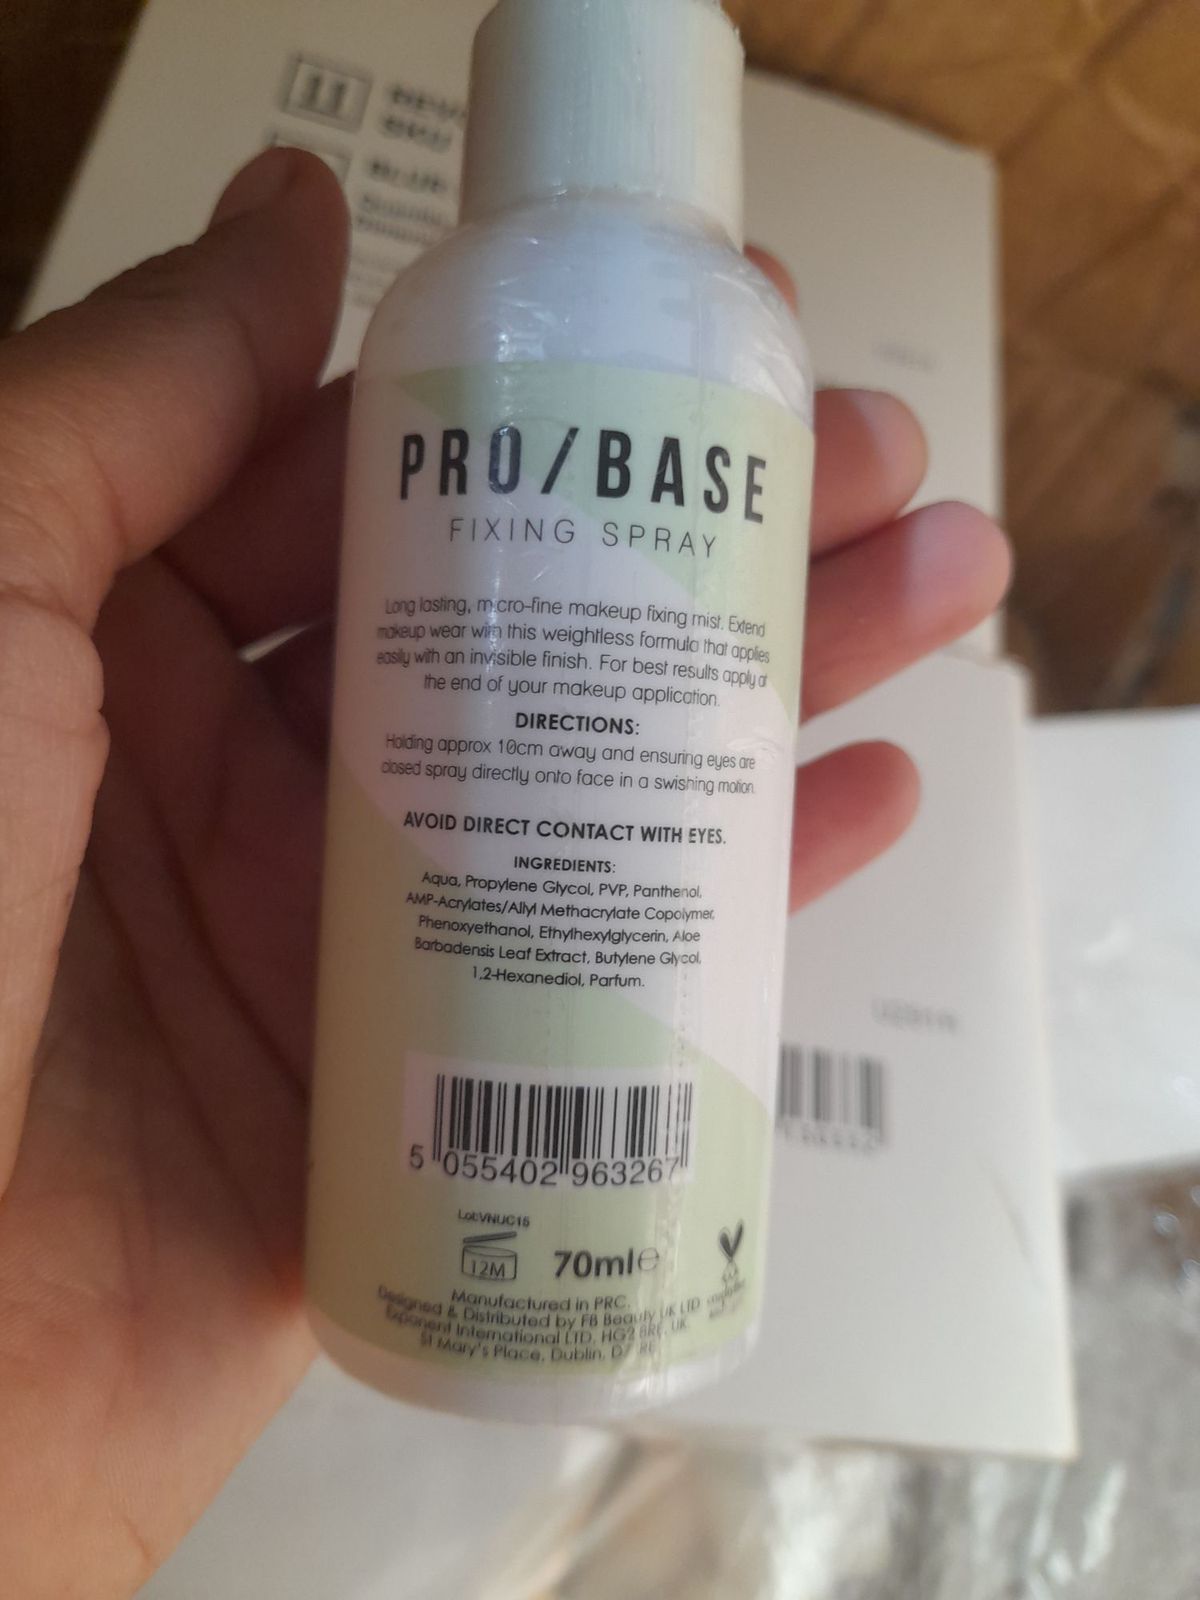 11
PRO/BASE
FIXING SPRAY
Long lasting, micro-fine makeup fixing mist. Extend
makeup wear with this weightless formula that applies
easily with an invisible finish. For best results apply at
the end of your makeup application.
DIRECTIONS:
Holding approx 10cm away and ensuring eyes are
closed spray directly onto face in a swishing motion.
AVOID DIRECT CONTACT WITH EYES.
INGREDIENTS:
Aqua, Propylene Glycol, PVP, Panthenol,
AMP-Acrylates/Allyl Methacrylate Copolymer,
Phenoxyethanol, Ethylhexylglycerin, Aloe
Barbadensis Leaf Extract, Butylene Glycol,
1,2-Hexanediol, Parfum.
5 055402 963267
Lot:VNUC15
12M
70ml e
Manufactured in PRC.
Designed & Distributed by FB Beauty UK LTD
Exponent International LTD, HG2 8RE, UK.
St Mary's Place, Dublin,